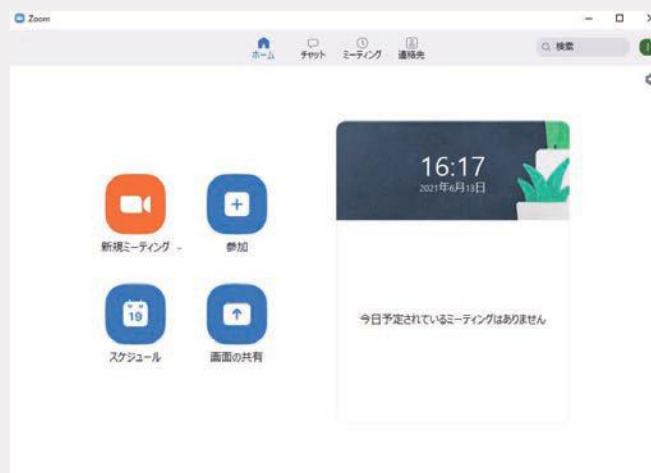 Zoom
ホーム
チャット
ミーティング
連絡先
検索
16:17
2021年6月13日
新規ミーティング
参加
19
スケジュール
画面の共有
今日予定されているミーティングはありません